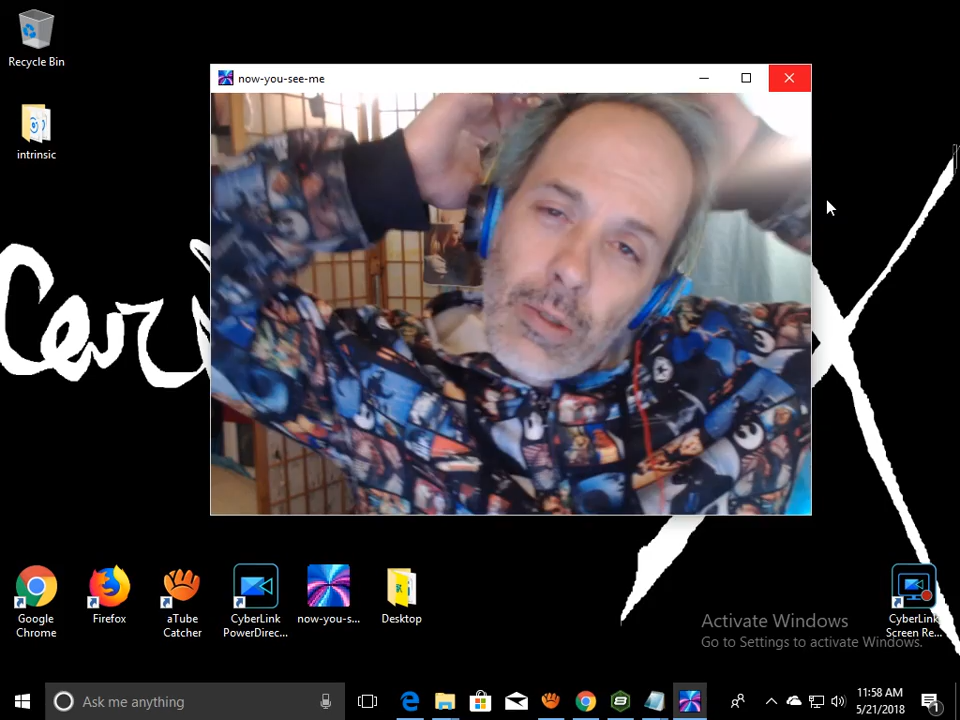 Recycle Bin
now-you-see-me
intrinsic
Google
Chrome
Firefox
aTube
Catcher
CyberLink
PowerDirec...
now-you-s...
Desktop
CyberLink
Screen Re...
Activate Windows
Go to Settings to activate Windows.
Ask me anything
11:58 AM
5/21/2018
1